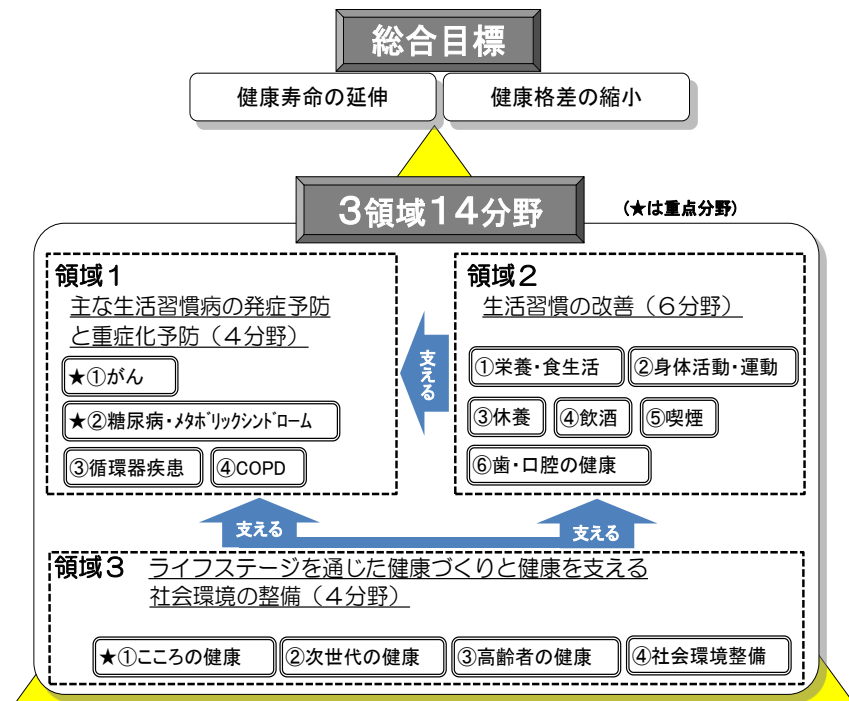 総合目標
健康寿命の延伸
健康格差の縮小
3領域14分野
(★は重点分野)
領域1
主な生活習慣病の発症予防
と重症化予防(4分野)
★①がん
★②糖尿病・ﾒﾀﾎﾞﾘｯｸｼﾝﾄﾞﾛｰﾑ
③循環器疾患
④COPD
支える
領域2
生活習慣の改善(6分野)
①栄養・食生活
②身体活動・運動
③休養
④飲酒
⑤喫煙
⑥歯・口腔の健康
支える
支える
領域3 ライフステージを通じた健康づくりと健康を支える
社会環境の整備(4分野)
★①こころの健康
②次世代の健康
③高齢者の健康
④社会環境整備